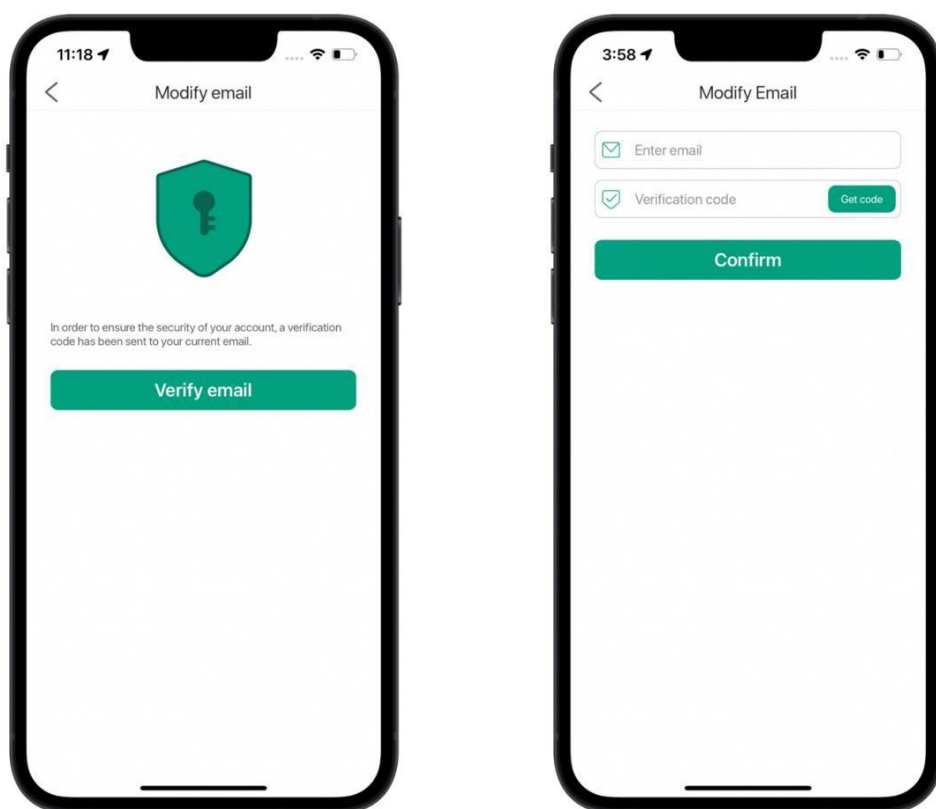 11:18
Modify email
In order to ensure the security of your account, a verification
code has been sent to your current email.
Verify email
3:58
Modify Email
Enter email
Verification code
Get code
Confirm